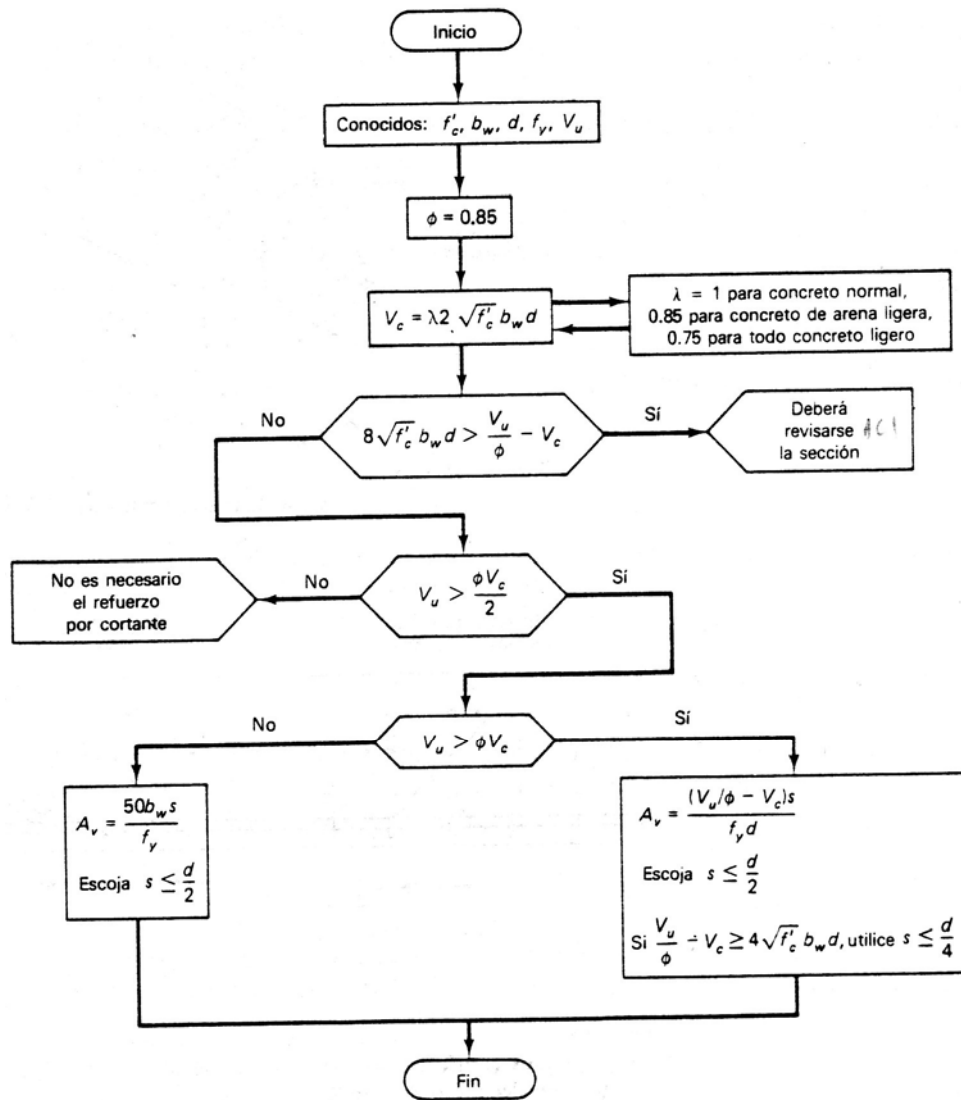 Inicio
Conocidos: f′c, bw, d, fy, Vu
ϕ = 0.85
Vc = λ2 √f′c bw d
λ = 1 para concreto normal,
0.85 para concreto de arena ligera,
0.75 para todo concreto ligero
No
8√f′c bw d > Vu/ϕ − Vc
Sí
Deberá
revisarse ACI
la sección
No es necesario
el refuerzo
por cortante
No
Vu > ϕVc/2
Sí
No
Vu > ϕVc
Sí
Av = 50bw s/fy
Escoja s ≤ d/2
Av = (Vu/ϕ − Vc)s/fy d
Escoja s ≤ d/2
Si Vu/ϕ − Vc ≥ 4√f′c bw d, utilice s ≤ d/4
Fin